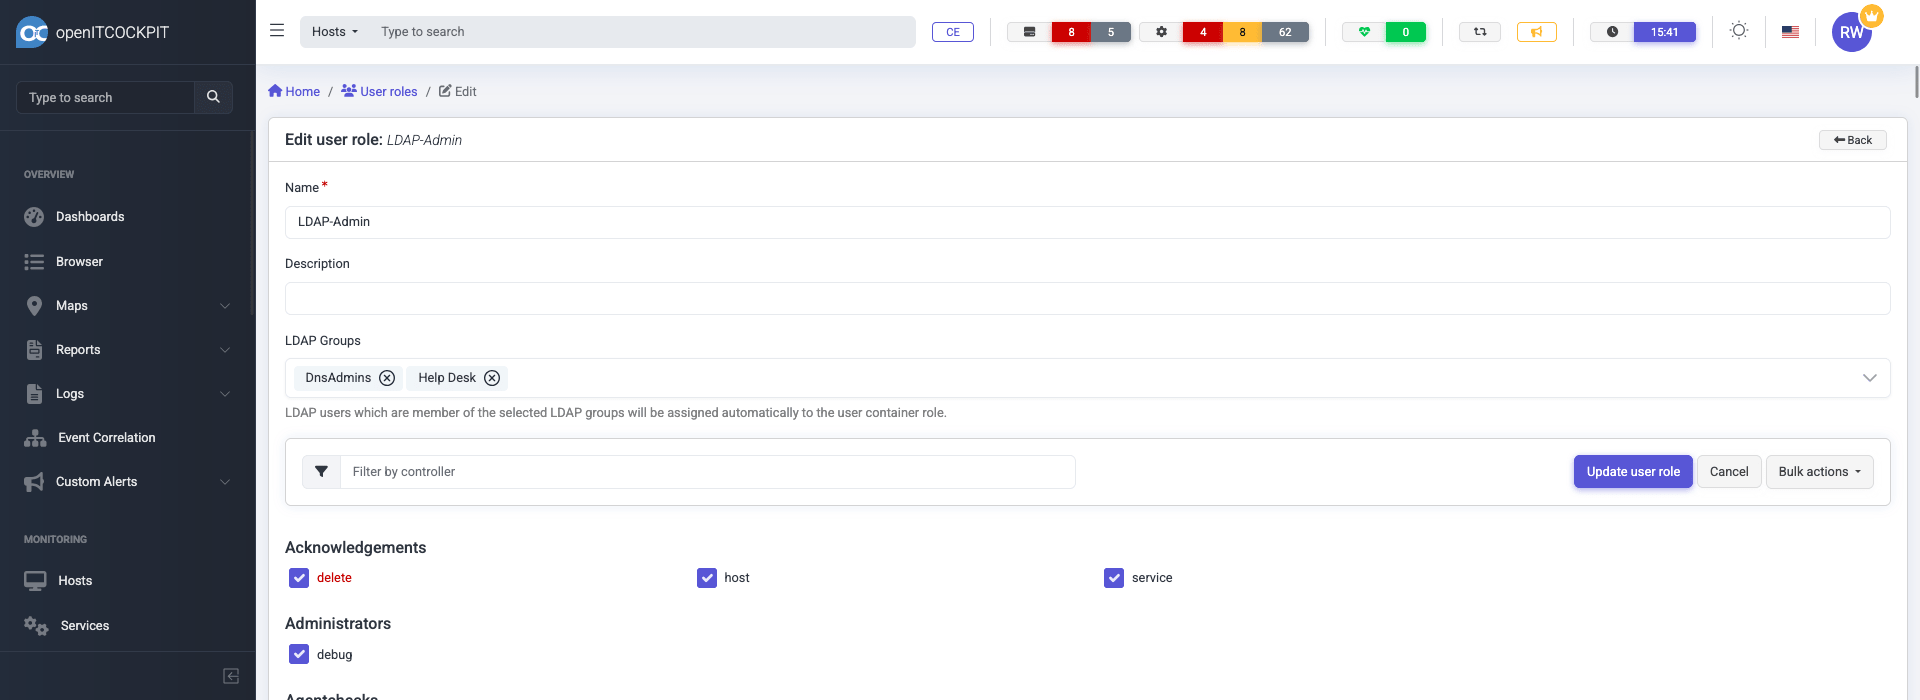 openITCOCKPIT
Hosts
Type to search
CE
8 5
4 8 62
0
15:41
RW
Type to search
OVERVIEW
Dashboards
Browser
Maps
Reports
Logs
Event Correlation
Custom Alerts
MONITORING
Hosts
Services
Home / User roles / Edit
Edit user role: LDAP-Admin
Back
Name *
LDAP-Admin
Description
LDAP Groups
DnsAdmins Help Desk
LDAP users which are member of the selected LDAP groups will be assigned automatically to the user container role.
Filter by controller
Update user role Cancel Bulk actions
Acknowledgements
delete host service
Administrators
debug